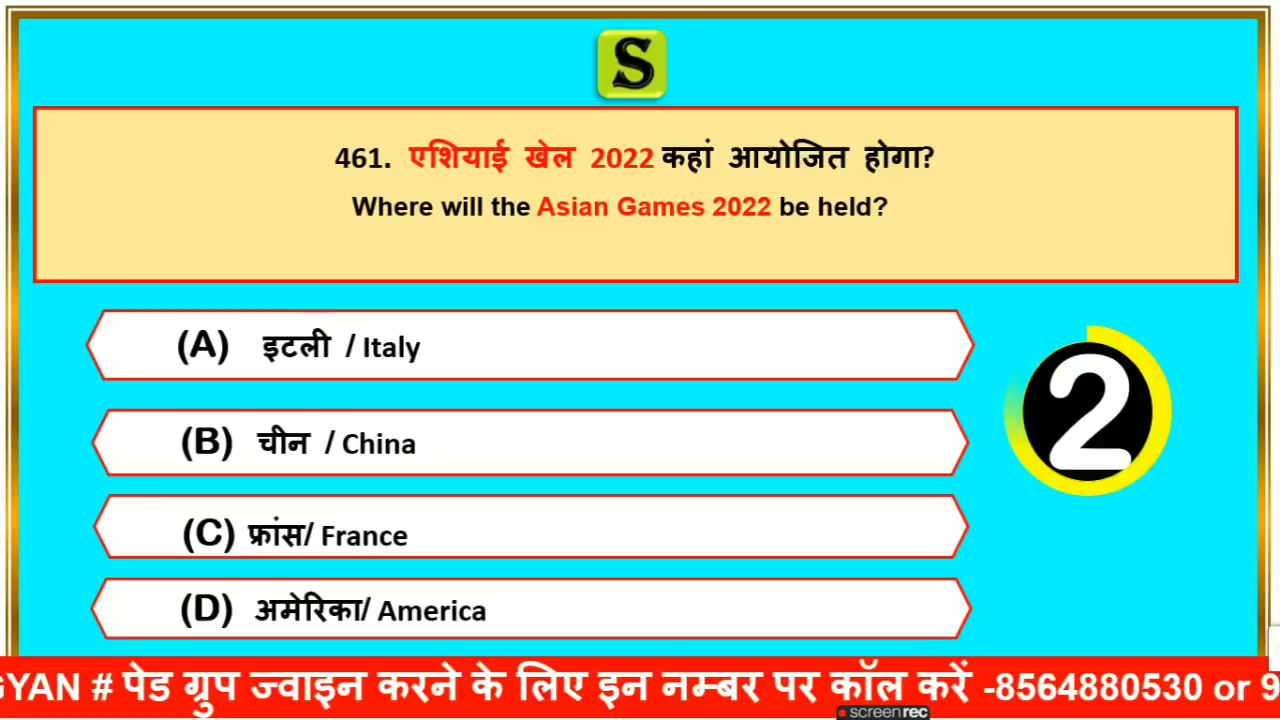 S
461. एशियाई खेल 2022 कहां आयोजित होगा?
Where will the Asian Games 2022 be held?
(A) इटली / Italy
(B) चीन / China
2
(C) फ्रांस/ France
(D) अमेरिका/ America
GYAN # पेड ग्रुप ज्वाइन करने के लिए इन नम्बर पर कॉल करें -8564880530 or 9
screenrec